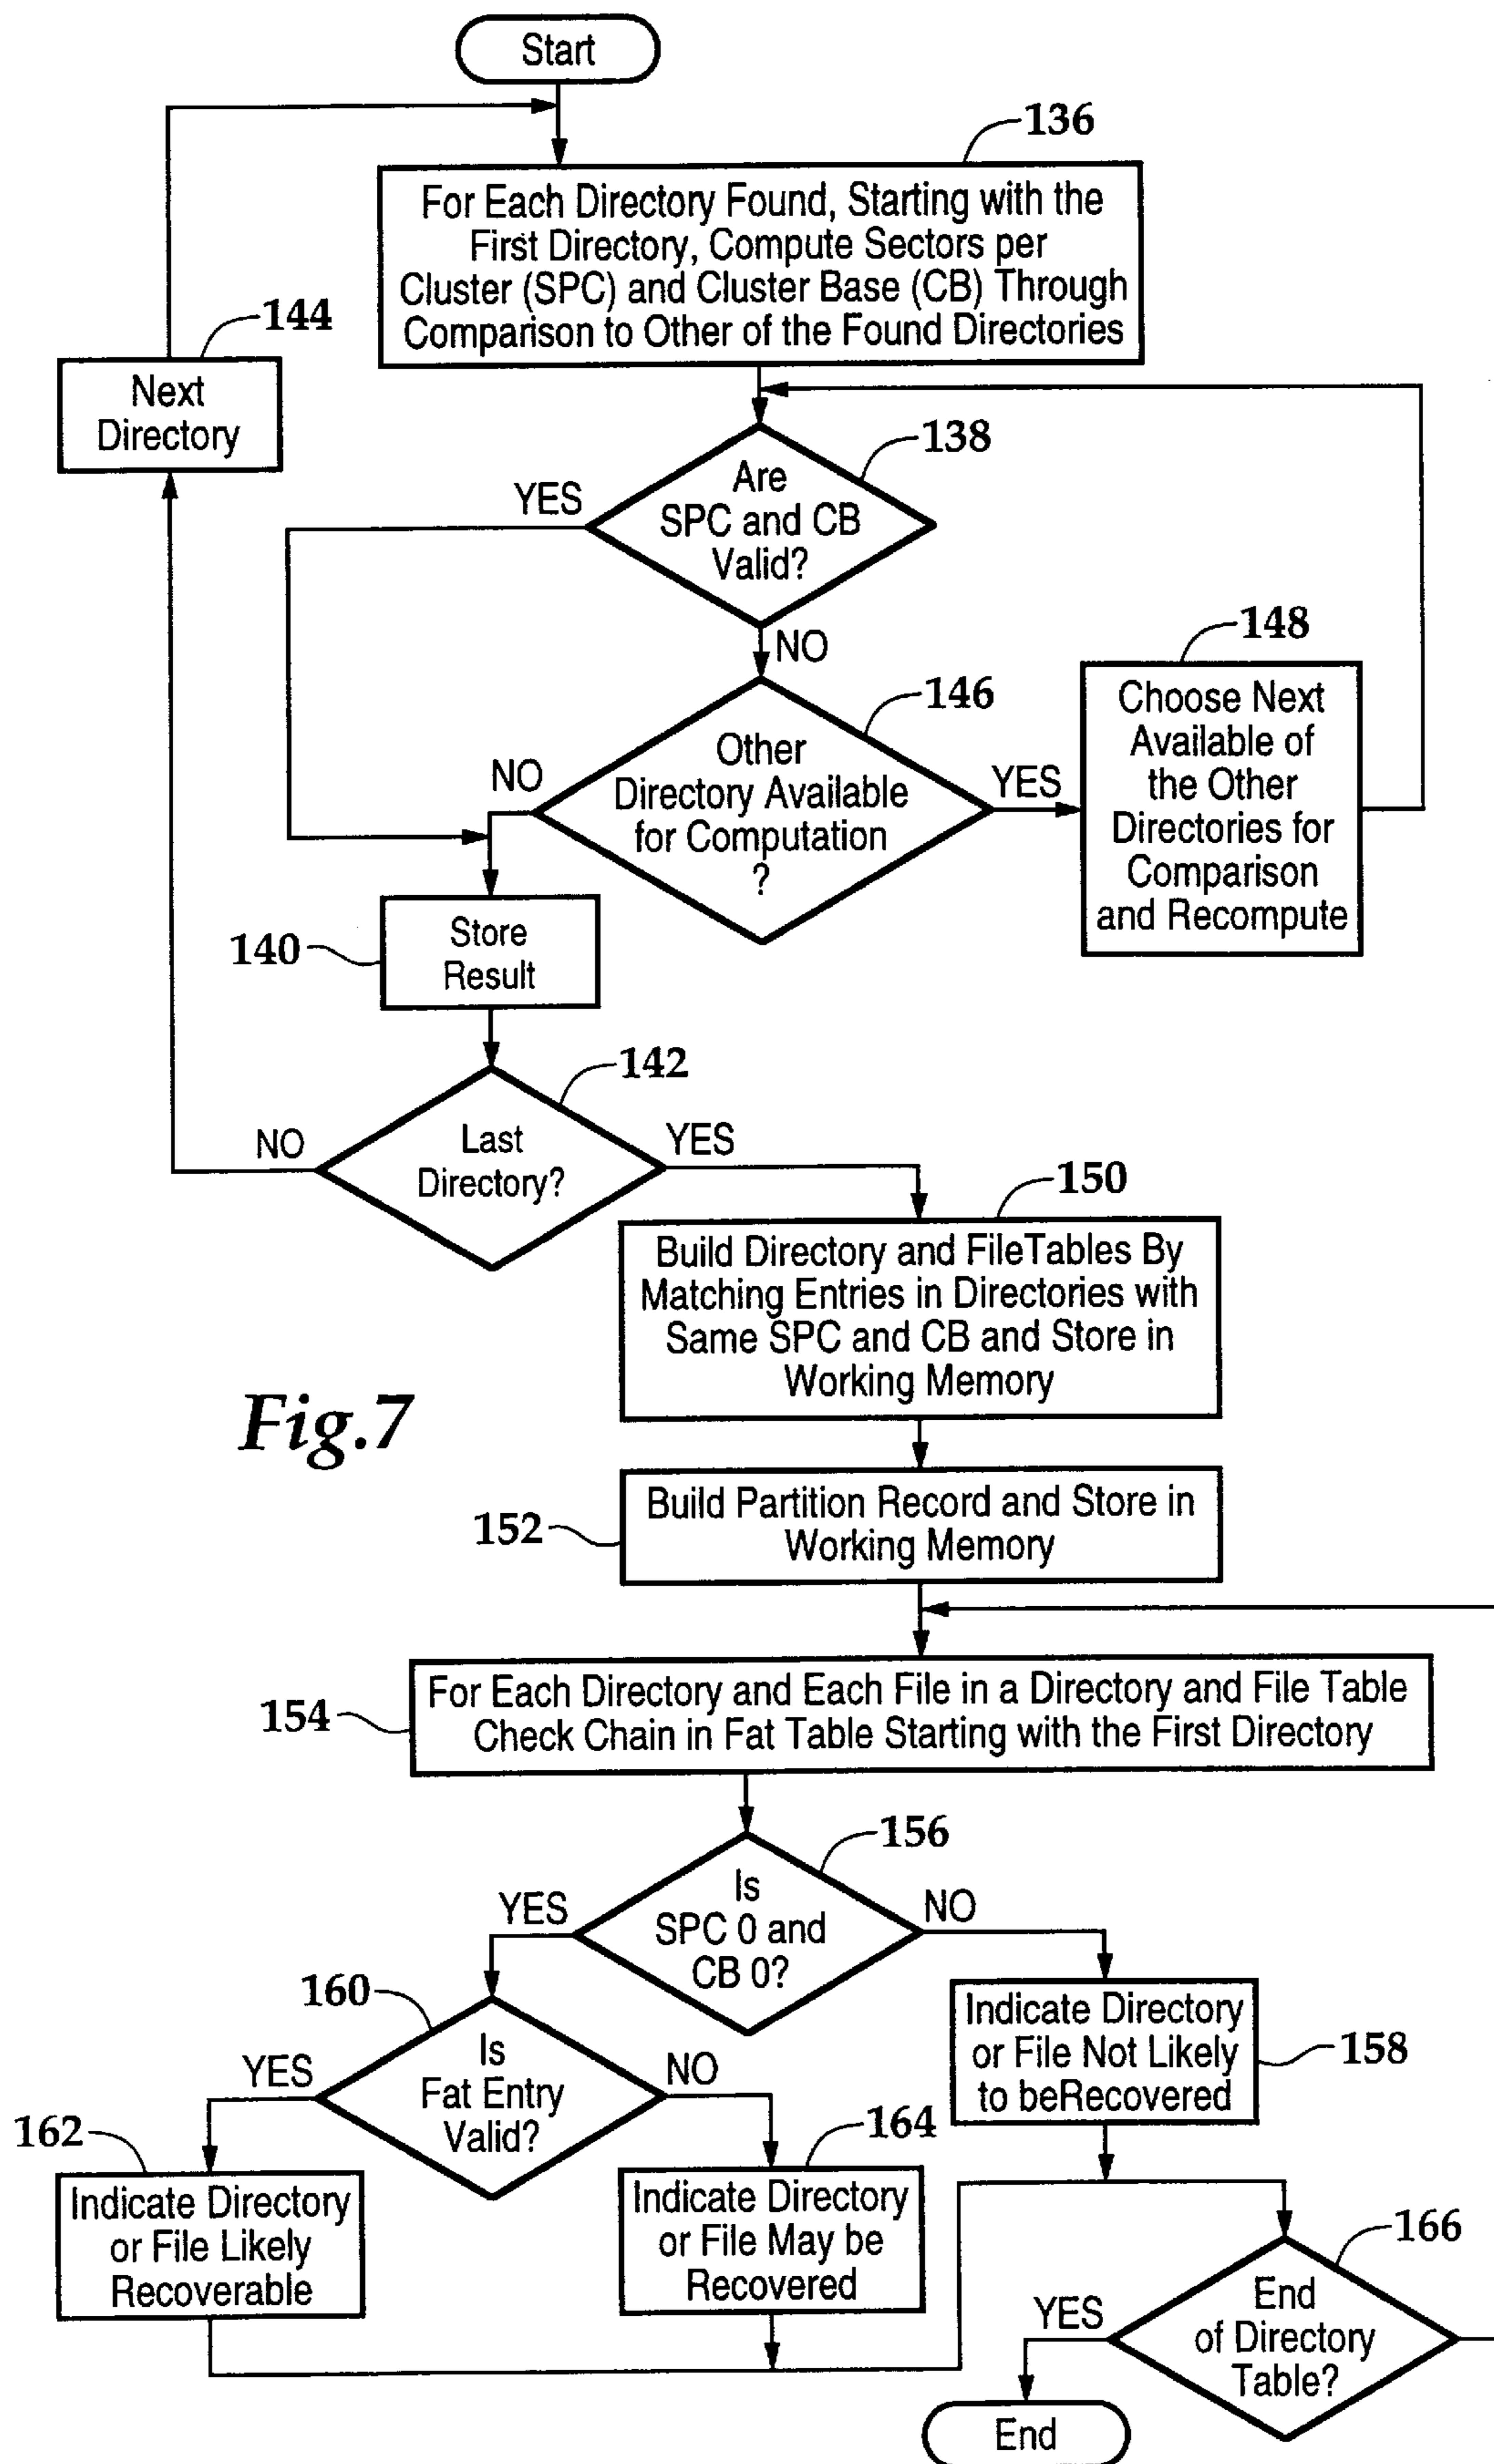 Start
136
For Each Directory Found, Starting with the
First Directory, Compute Sectors per
Cluster (SPC) and Cluster Base (CB) Through
Comparison to Other of the Found Directories
144
Next
Directory
138
Are
SPC and CB
Valid?
YES
NO
148
Choose Next
Available of
the Other
Directories for
Comparison
and Recompute
146
Other
Directory Available
for Computation
?
NO
YES
140
Store
Result
142
Last
Directory?
NO
YES
150
Build Directory and FileTables By
Matching Entries in Directories with
Same SPC and CB and Store in
Working Memory
Fig.7
152
Build Partition Record and Store in
Working Memory
154
For Each Directory and Each File in a Directory and File Table
Check Chain in Fat Table Starting with the First Directory
156
Is
SPC 0 and
CB 0?
YES
NO
160
Is
Fat Entry
Valid?
YES
NO
Indicate Directory
or File Not Likely
to beRecovered
158
162
Indicate Directory
or File Likely
Recoverable
164
Indicate Directory
or File May be
Recovered
166
End
of Directory
Table?
YES
End